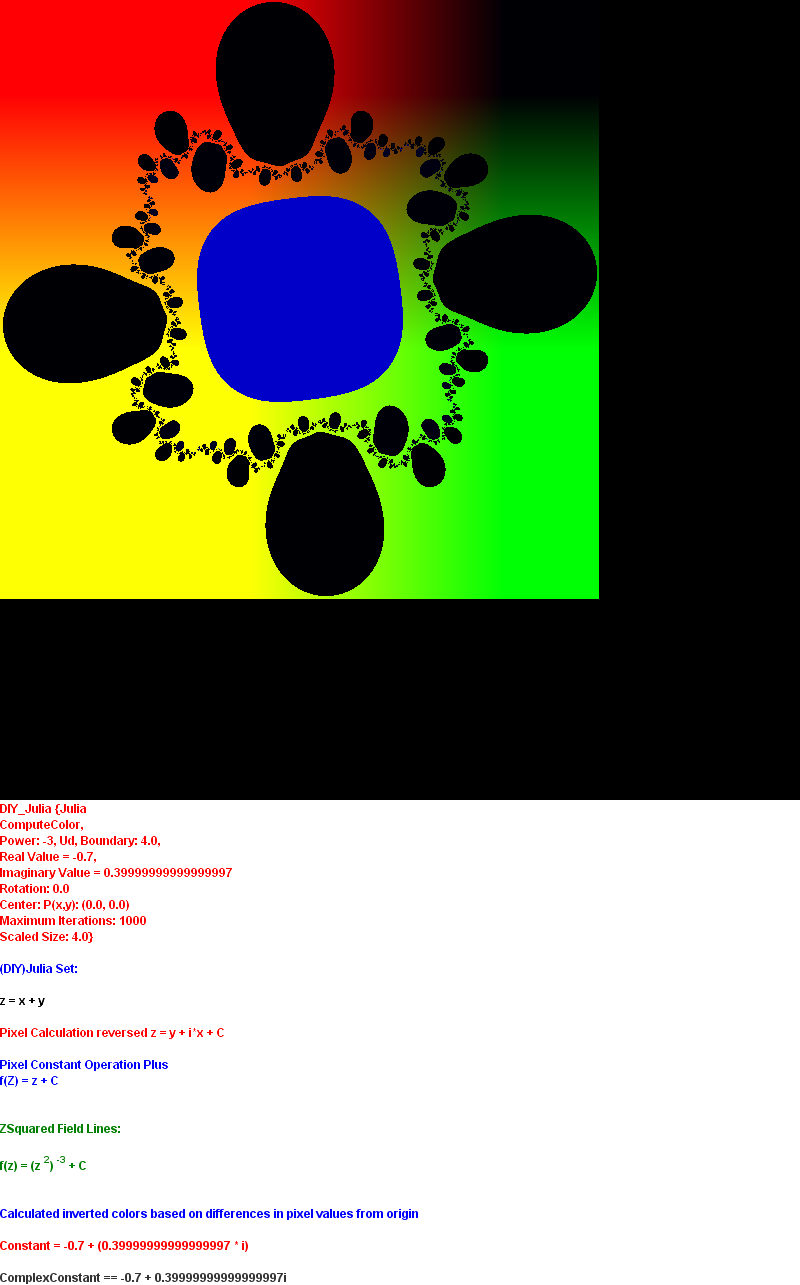 DIY_Julia {Julia
ComputeColor,
Power: -3, Ud, Boundary: 4.0,
Real Value = -0.7,
Imaginary Value = 0.39999999999999997
Rotation: 0.0
Center: P(x,y): (0.0, 0.0)
Maximum Iterations: 1000
Scaled Size: 4.0}
(DIY)Julia Set:
z = x + y
Pixel Calculation reversed z = y + i*x + C
Pixel Constant Operation Plus
f(Z) = z + C
ZSquared Field Lines:
f(z) = (z 2) -3 + C
Calculated inverted colors based on differences in pixel values from origin
Constant = -0.7 + (0.39999999999999997 * i)
ComplexConstant == -0.7 + 0.39999999999999997i